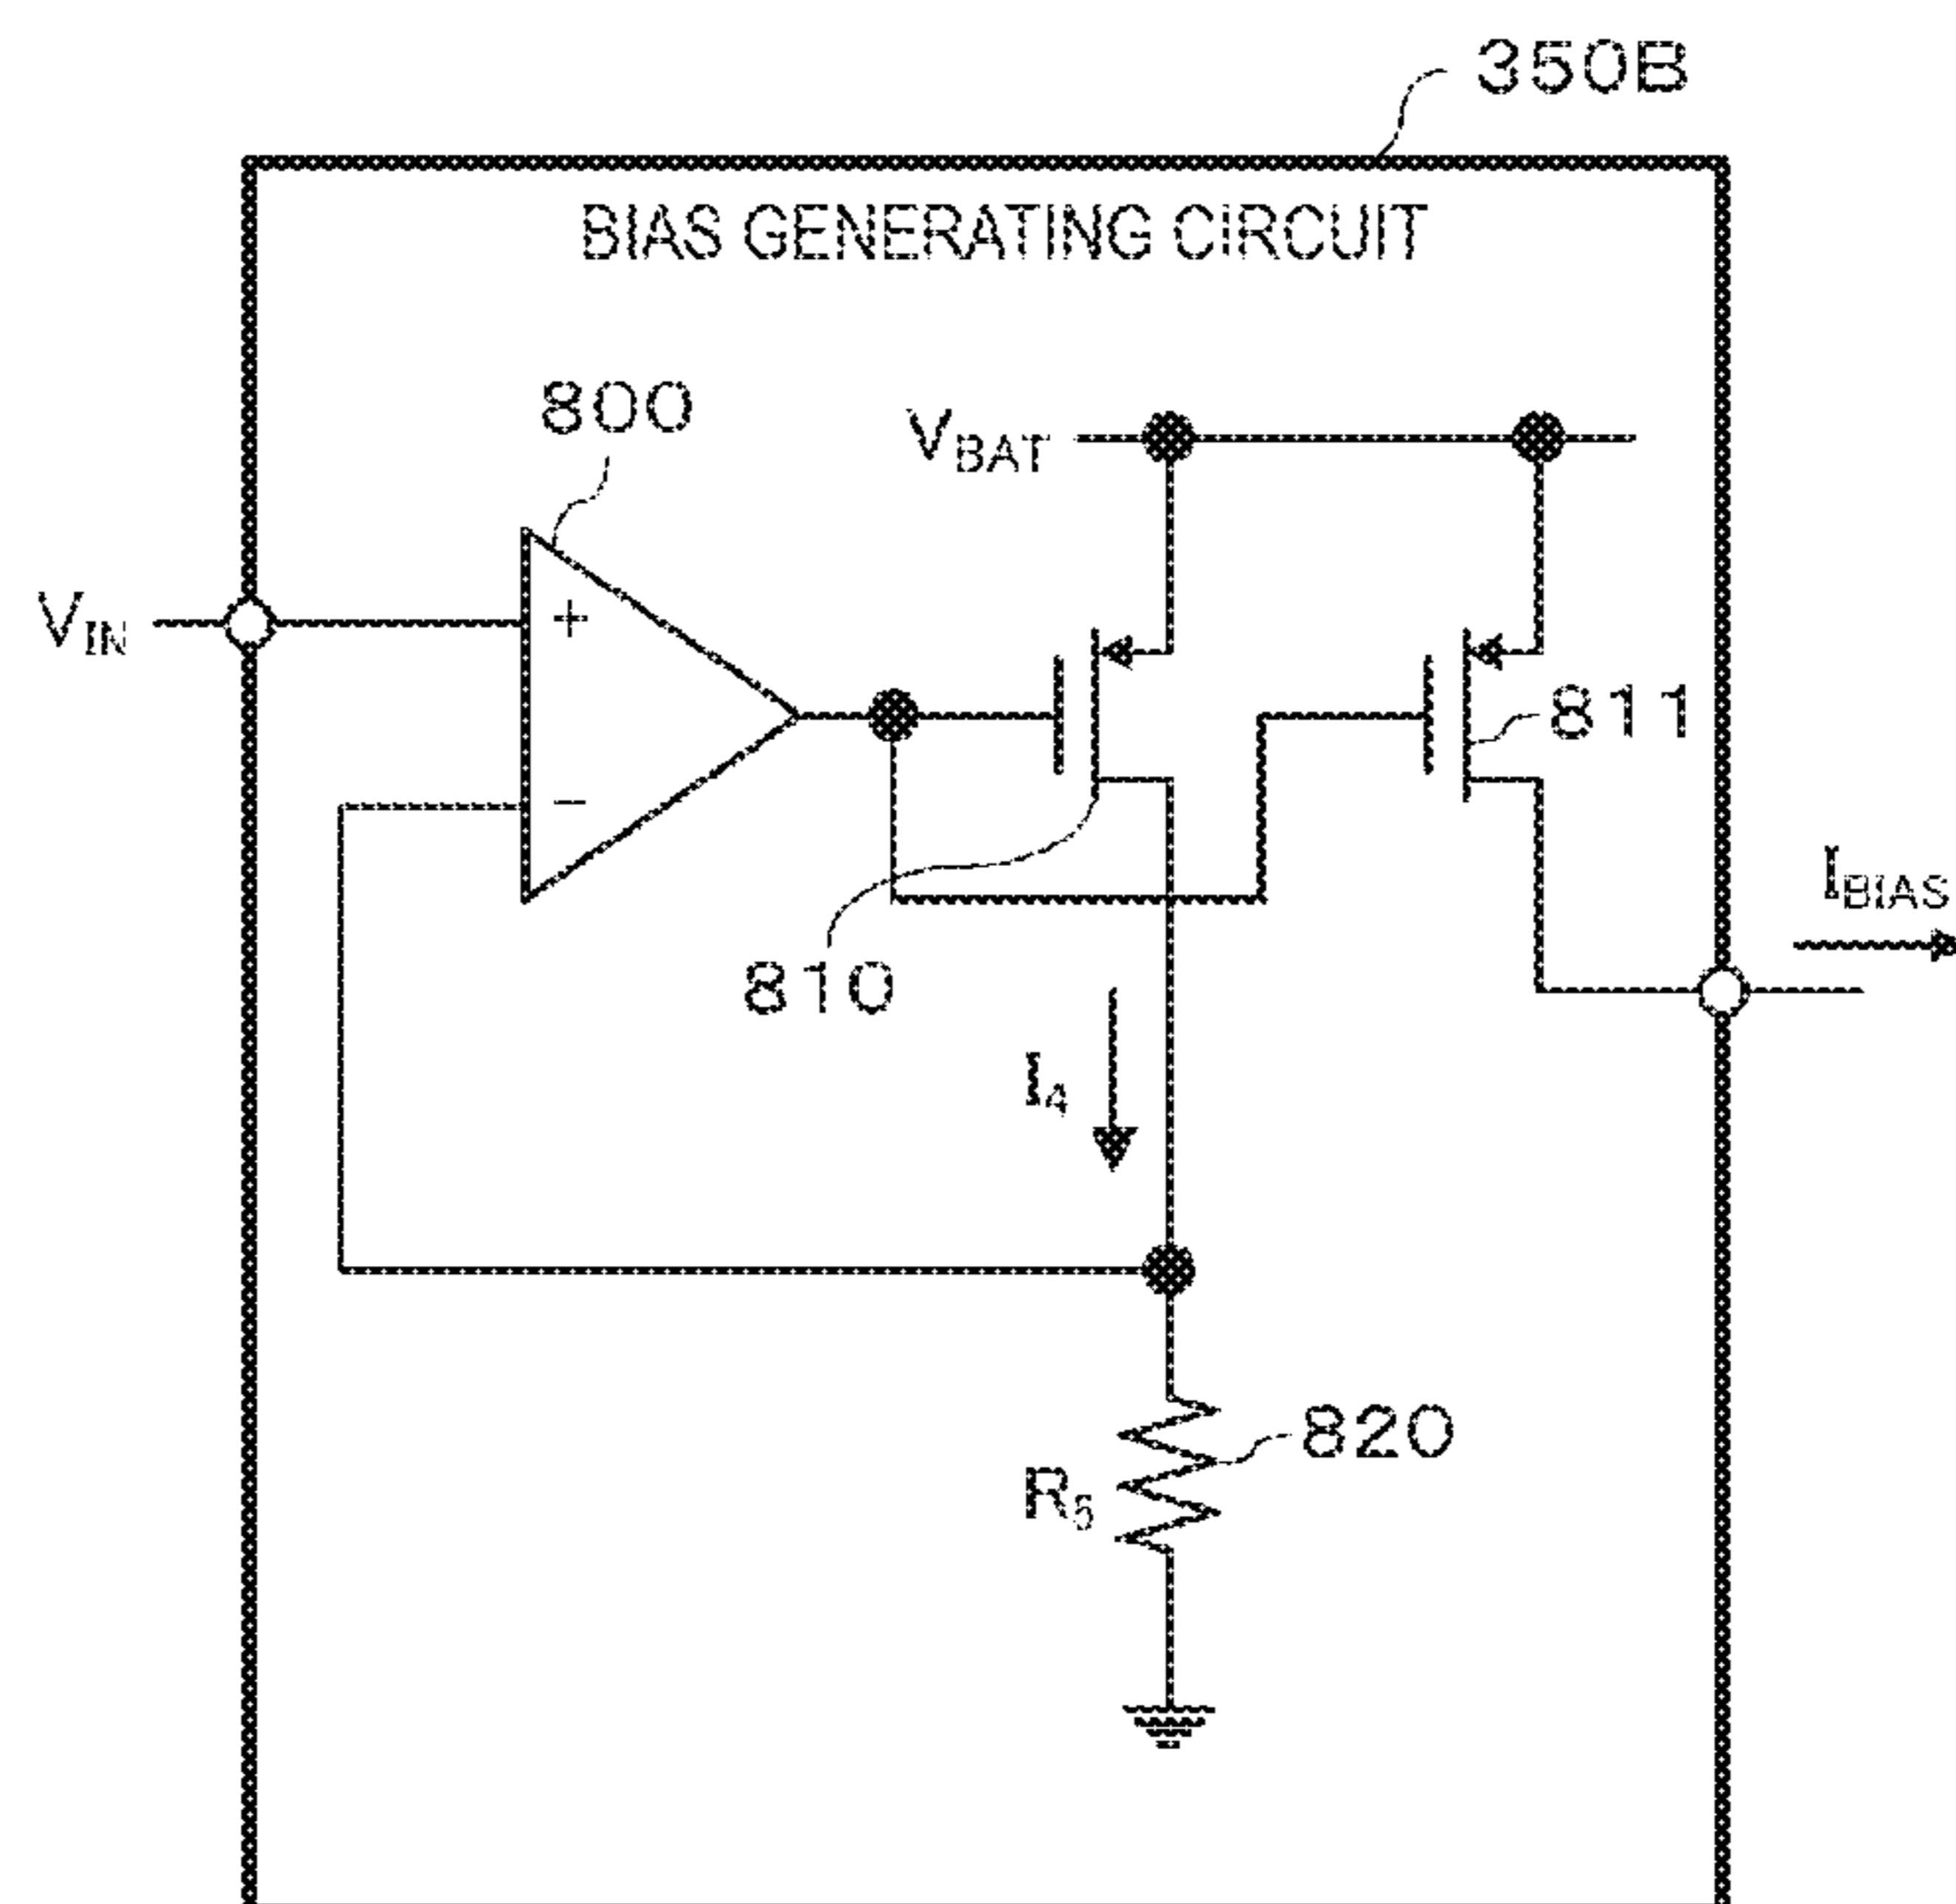 350B
BIAS GENERATING CIRCUIT
800
VBAT
VIN
+
−
811
IBIAS
810
I4
820
R5